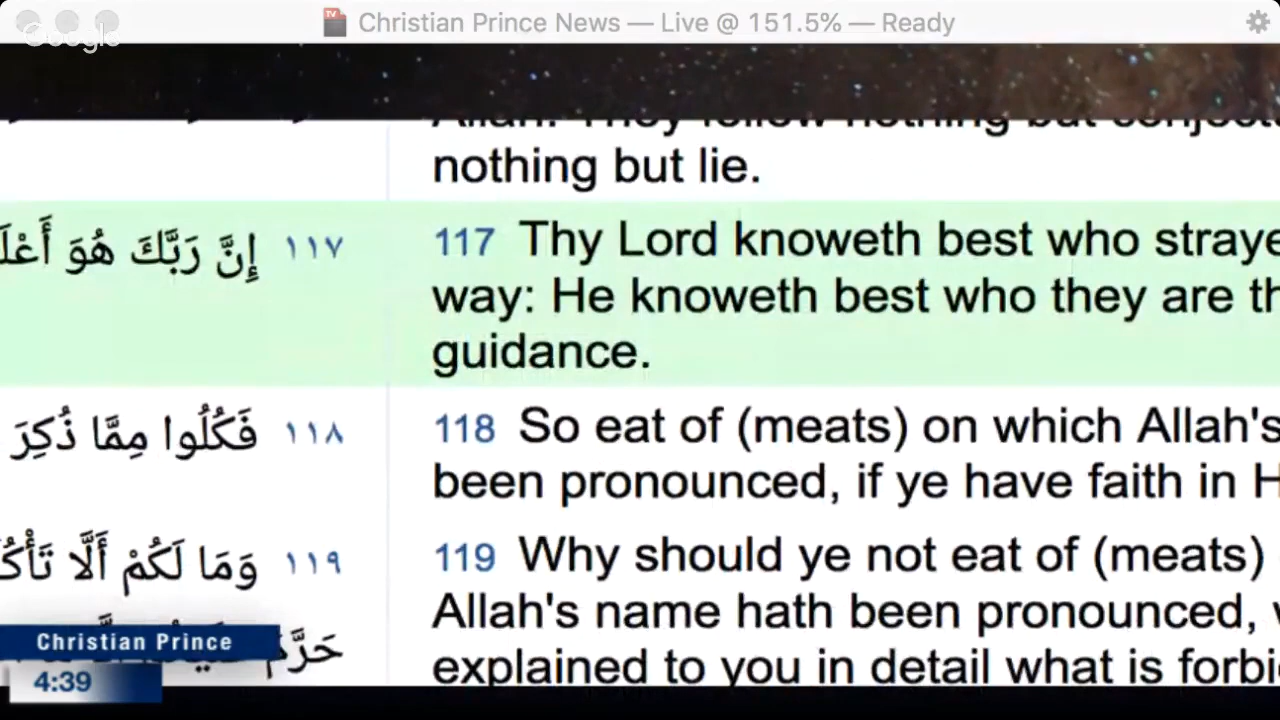 Christian Prince News — Live @ 151.5% — Ready
Google
nothing but lie.
إِنَّ رَبَّكَ هُوَ ١١٧
117 Thy Lord knoweth best who
way: He knoweth best who they are
guidance.
فَكُلُوا مِمَّا ذُكِرَ ١١٨
118 So eat of (meats) on which Allah's
been pronounced, if ye have faith in
119 Why should ye not eat of (meats)
وَمَا لَكُمْ أَلَّا ١١٩
Allah's name hath been pronounced,
explained to you in detail what is
Christian Prince
4:39